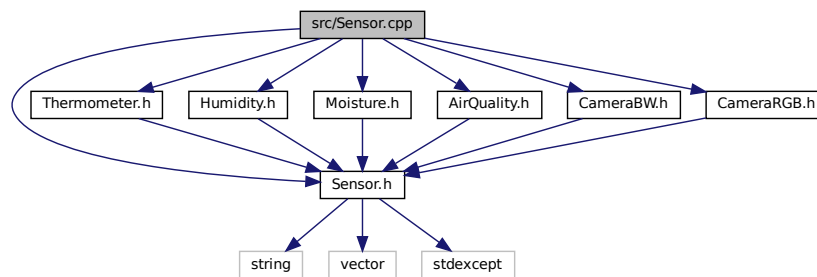 src/Sensor.cpp
Thermometer.h
Humidity.h
Moisture.h
AirQuality.h
CameraBW.h
CameraRGB.h
Sensor.h
string
vector
stdexcept